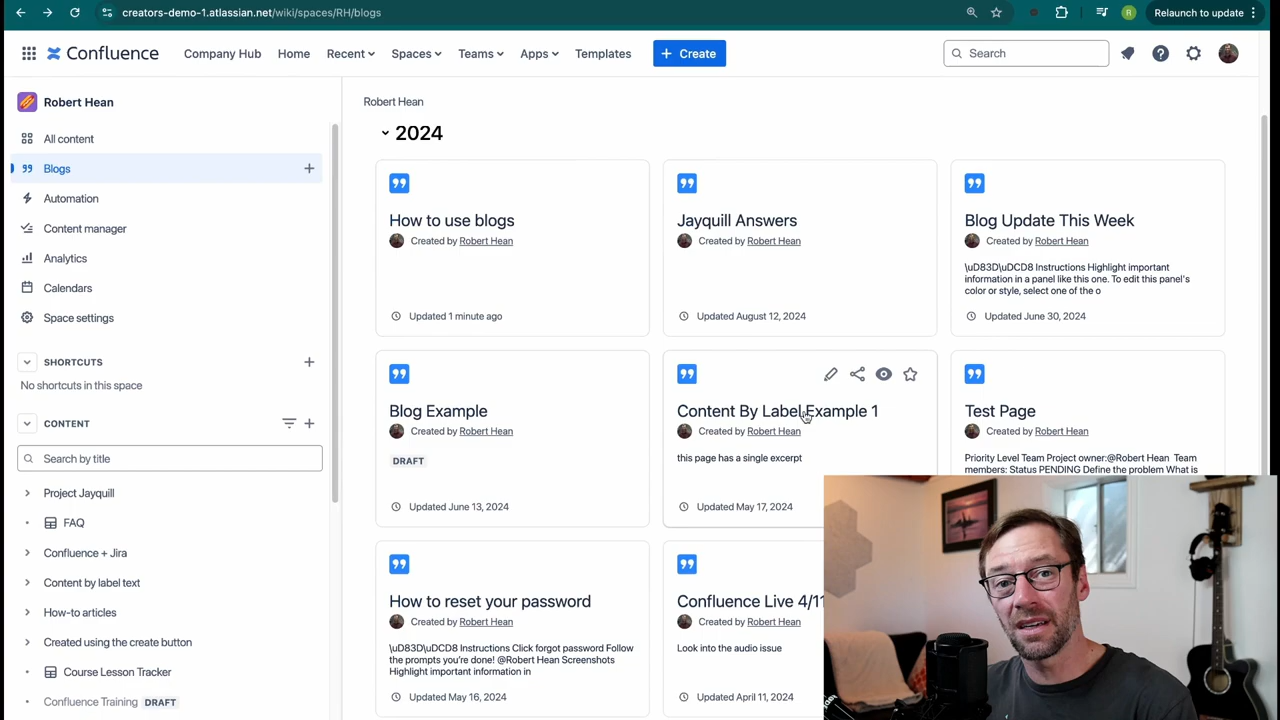 creators-demo-1.atlassian.net/wiki/spaces/RH/blogs
R
Relaunch to update
Confluence
Company Hub
Home
Recent
Spaces
Teams
Apps
Templates
+ Create
Search
Robert Hean
All content
Blogs
Automation
Content manager
Analytics
Calendars
Space settings
SHORTCUTS
No shortcuts in this space
CONTENT
Search by title
Project Jayquill
FAQ
Confluence + Jira
Content by label text
How-to articles
Created using the create button
Course Lesson Tracker
Confluence Training DRAFT
Robert Hean
2024
How to use blogs
Created by Robert Hean
Updated 1 minute ago
Jayquill Answers
Created by Robert Hean
Updated August 12, 2024
Blog Update This Week
Created by Robert Hean
\uD83D\uDCD8 Instructions Highlight important
information in a panel like this one. To edit this panel's
color or style, select one of the o
Updated June 30, 2024
Blog Example
Created by Robert Hean
DRAFT
Updated June 13, 2024
Content By Label Example 1
Created by Robert Hean
this page has a single excerpt
Updated May 17, 2024
Test Page
Created by Robert Hean
Priority Level Team Project owner:@Robert Hean Team
members: Status PENDING Define the problem What is
How to reset your password
Created by Robert Hean
\uD83D\uDCD8 Instructions Click forgot password Follow
the prompts you're done! @Robert Hean Screenshots
Highlight important information in
Updated May 16, 2024
Confluence Live 4/11
Created by Robert Hean
Look into the audio issue
Updated April 11, 2024